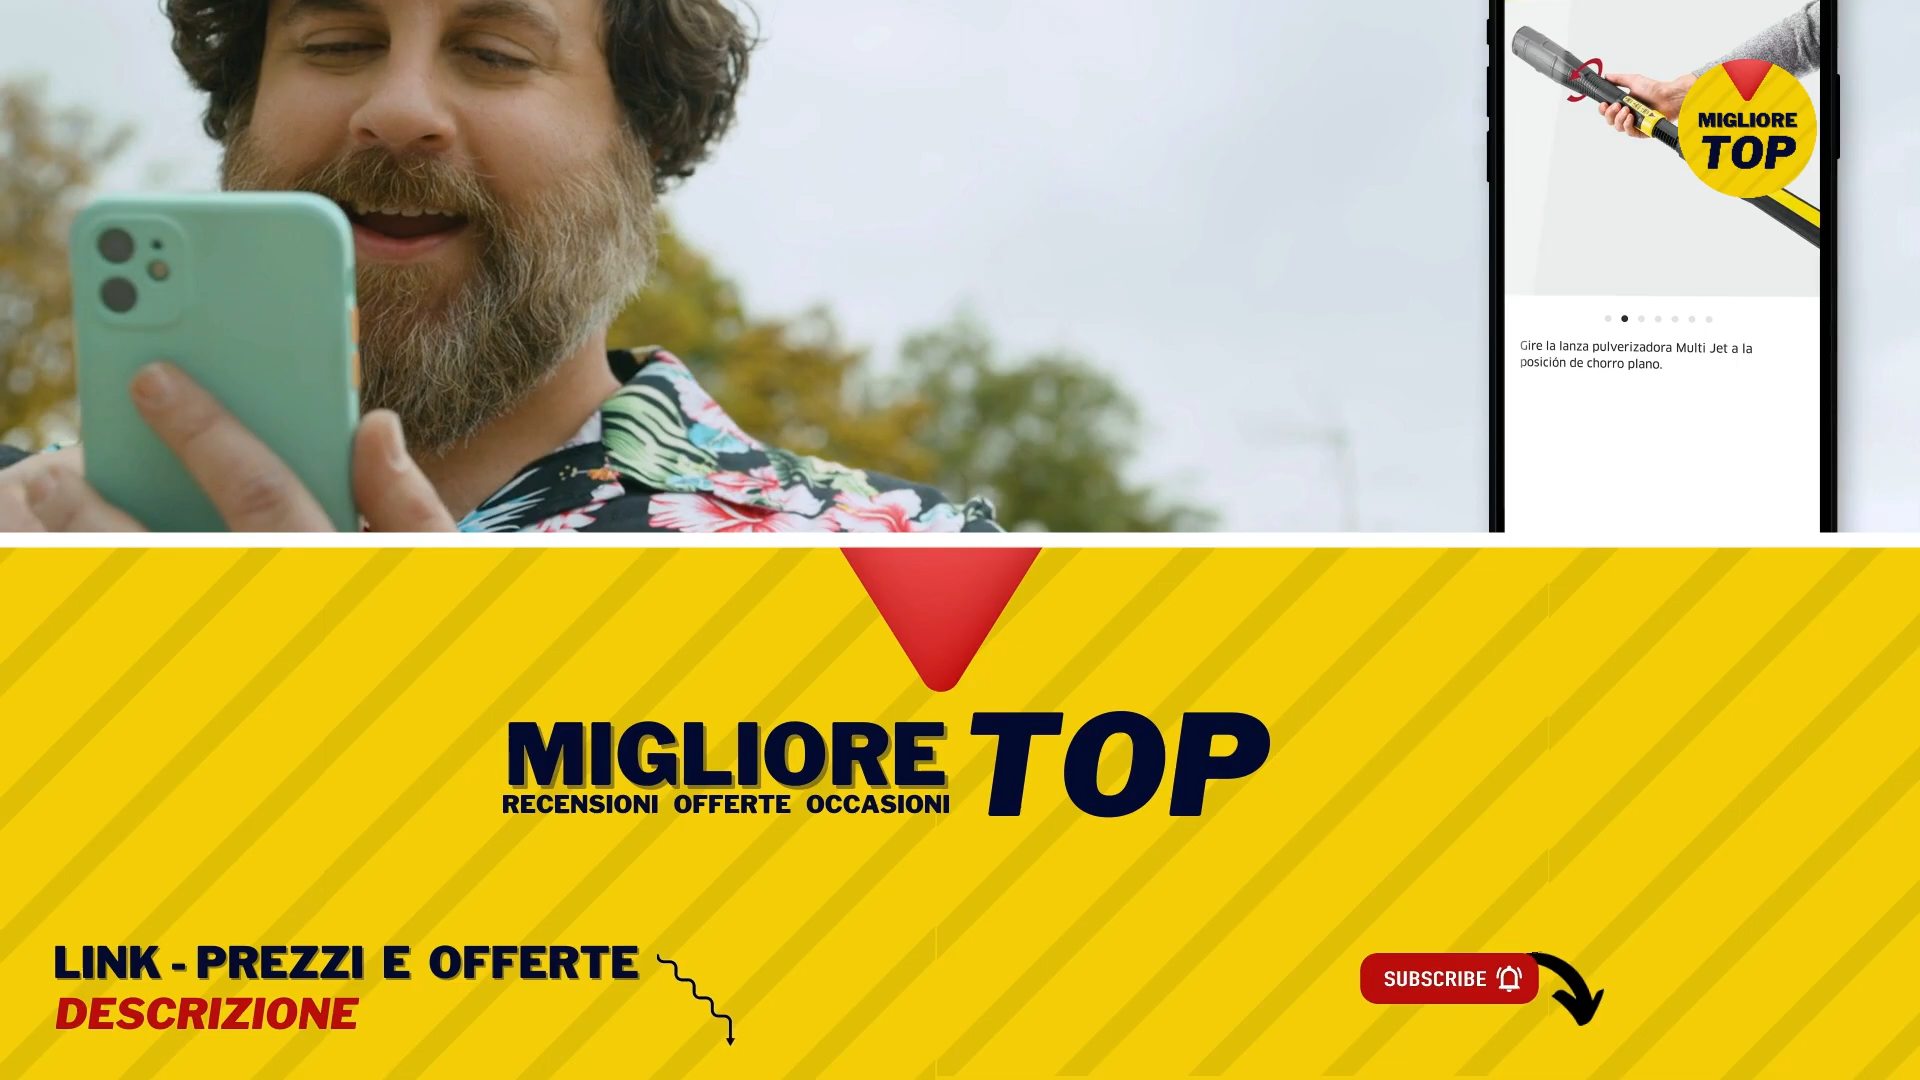 MIGLIORE
TOP
Gire la lanza pulverizadora Multi Jet a la
posición de chorro plano.
MIGLIORE TOP
RECENSIONI OFFERTE OCCASIONI
LINK - PREZZI E OFFERTE
DESCRIZIONE
SUBSCRIBE